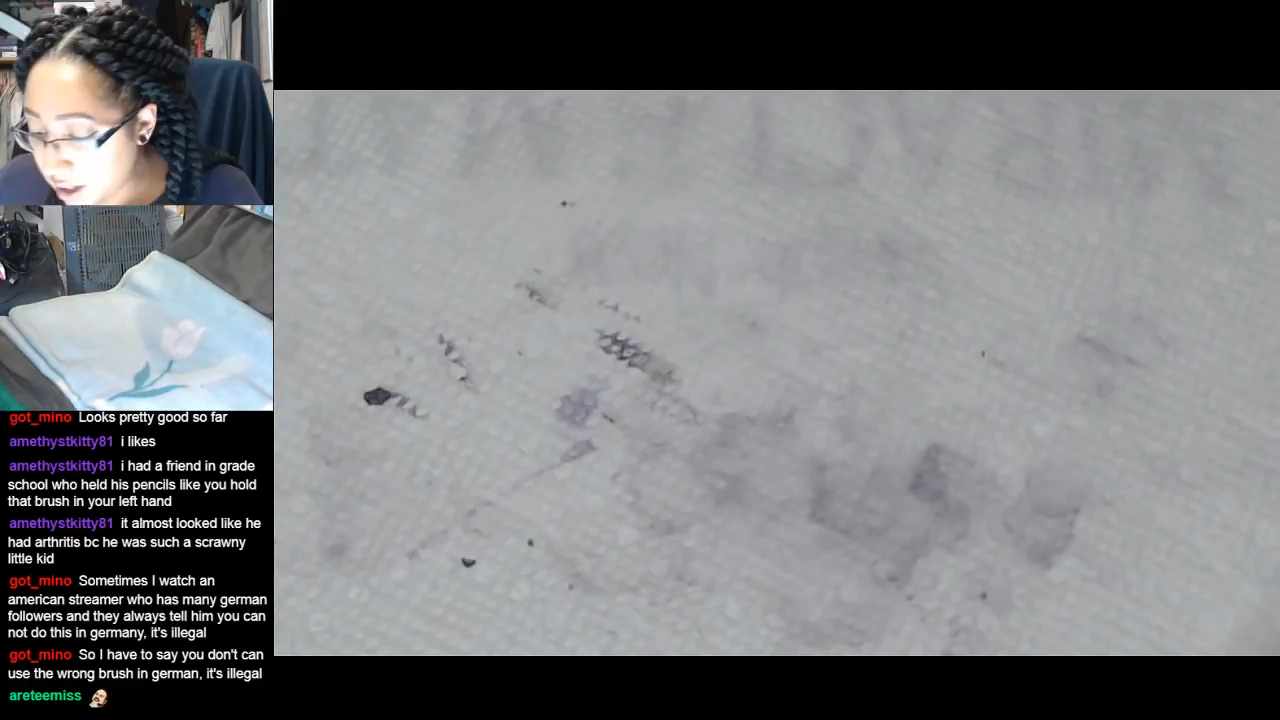 got_mino Looks pretty good so far
amethystkitty81 i likes
amethystkitty81 i had a friend in grade
school who held his pencils like you hold
that brush in your left hand
amethystkitty81 it almost looked like he
had arthritis bc he was such a scrawny
little kid
got_mino Sometimes I watch an
american streamer who has many german
followers and they always tell him you can
not do this in germany, it's illegal
got_mino So I have to say you don't can
use the wrong brush in german, it's illegal
areteemiss